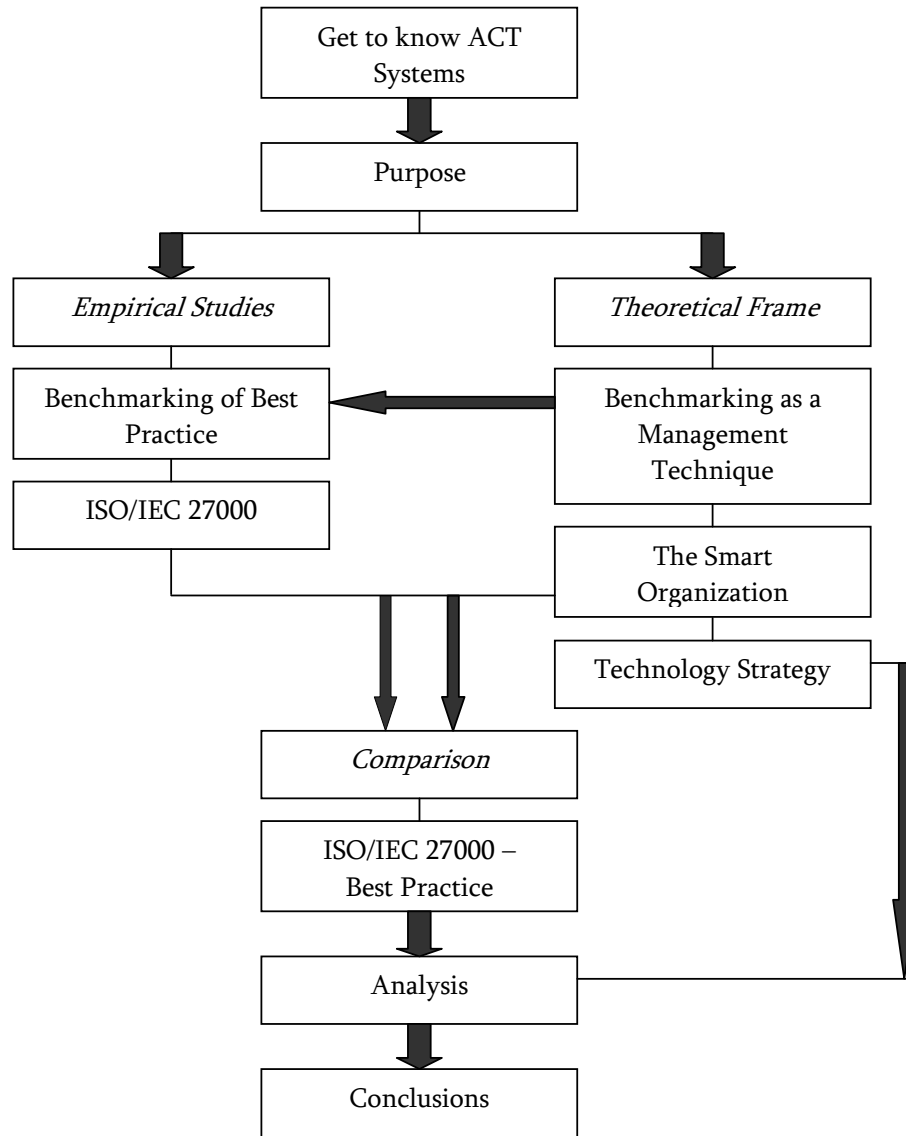 Get to know ACT
Systems
Purpose
Empirical Studies
Theoretical Frame
Benchmarking of Best
Practice
Benchmarking as a
Management
Technique
ISO/IEC 27000
The Smart
Organization
Technology Strategy
Comparison
ISO/IEC 27000 –
Best Practice
Analysis
Conclusions